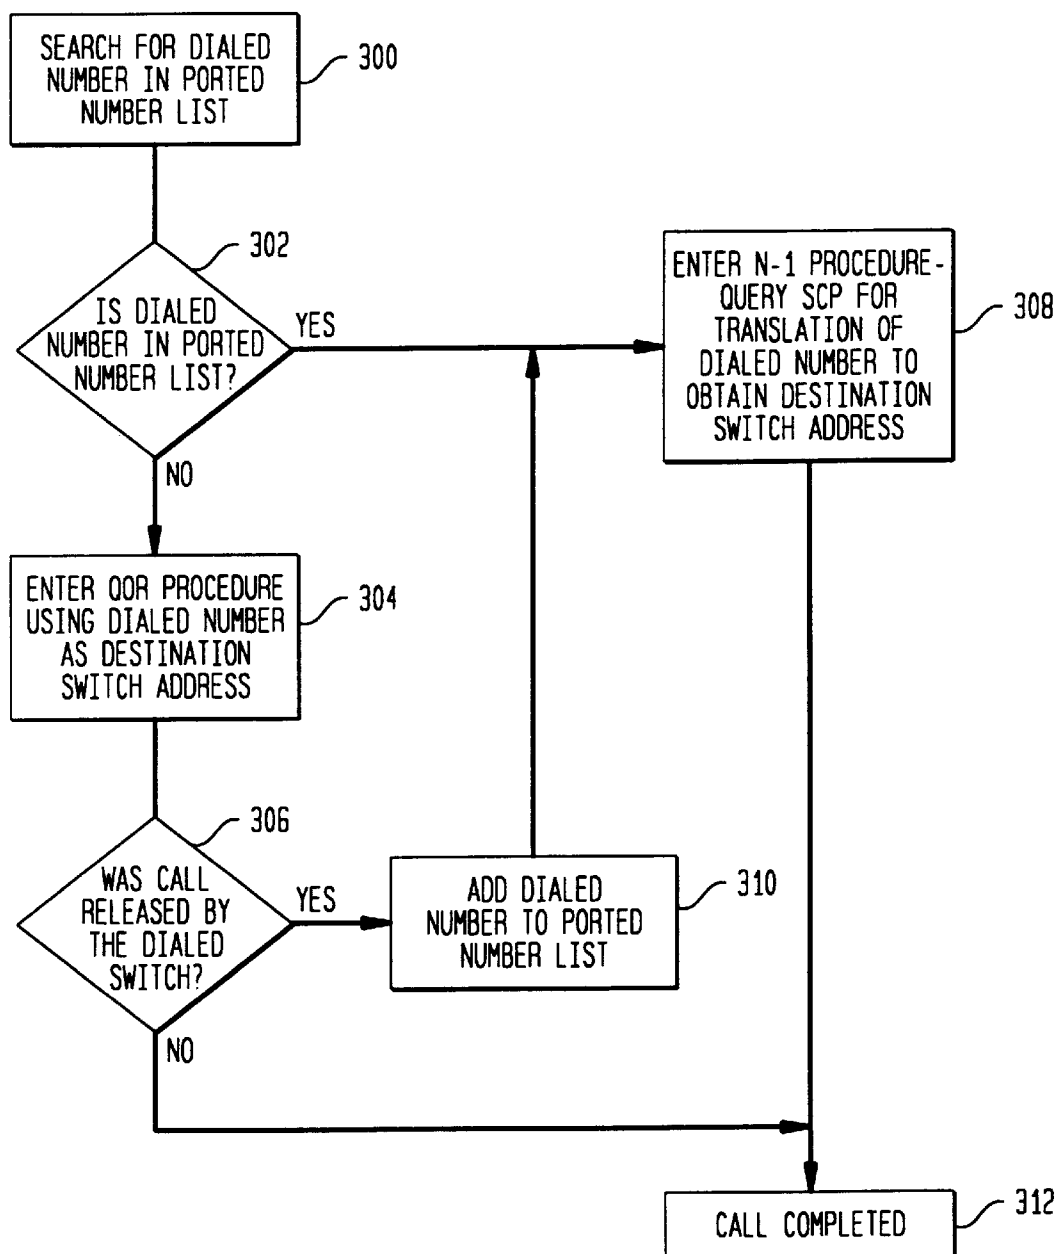 SEARCH FOR DIALED
NUMBER IN PORTED
NUMBER LIST
300
302
IS DIALED
NUMBER IN PORTED
NUMBER LIST?
YES
NO
ENTER N-1 PROCEDURE-
QUERY SCP FOR
TRANSLATION OF
DIALED NUMBER TO
OBTAIN DESTINATION
SWITCH ADDRESS
308
ENTER QOR PROCEDURE
USING DIALED NUMBER
AS DESTINATION
SWITCH ADDRESS
304
306
WAS CALL
RELEASED BY
THE DIALED
SWITCH?
YES
NO
ADD DIALED
NUMBER TO PORTED
NUMBER LIST
310
CALL COMPLETED
312